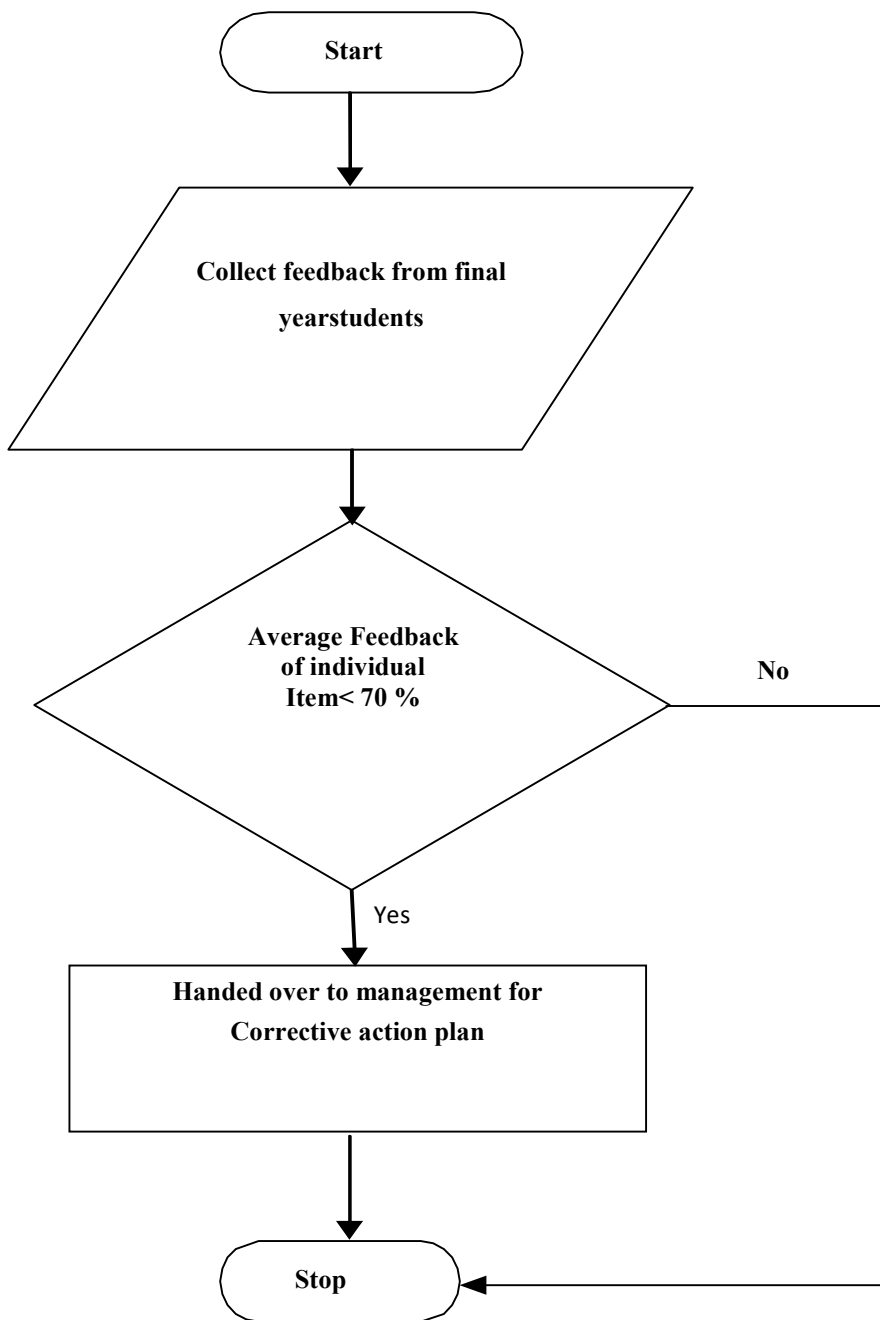 Start
Collect feedback from final
yearstudents
Average Feedback
of individual
Item< 70 %
No
Yes
Handed over to management for
Corrective action plan
Stop